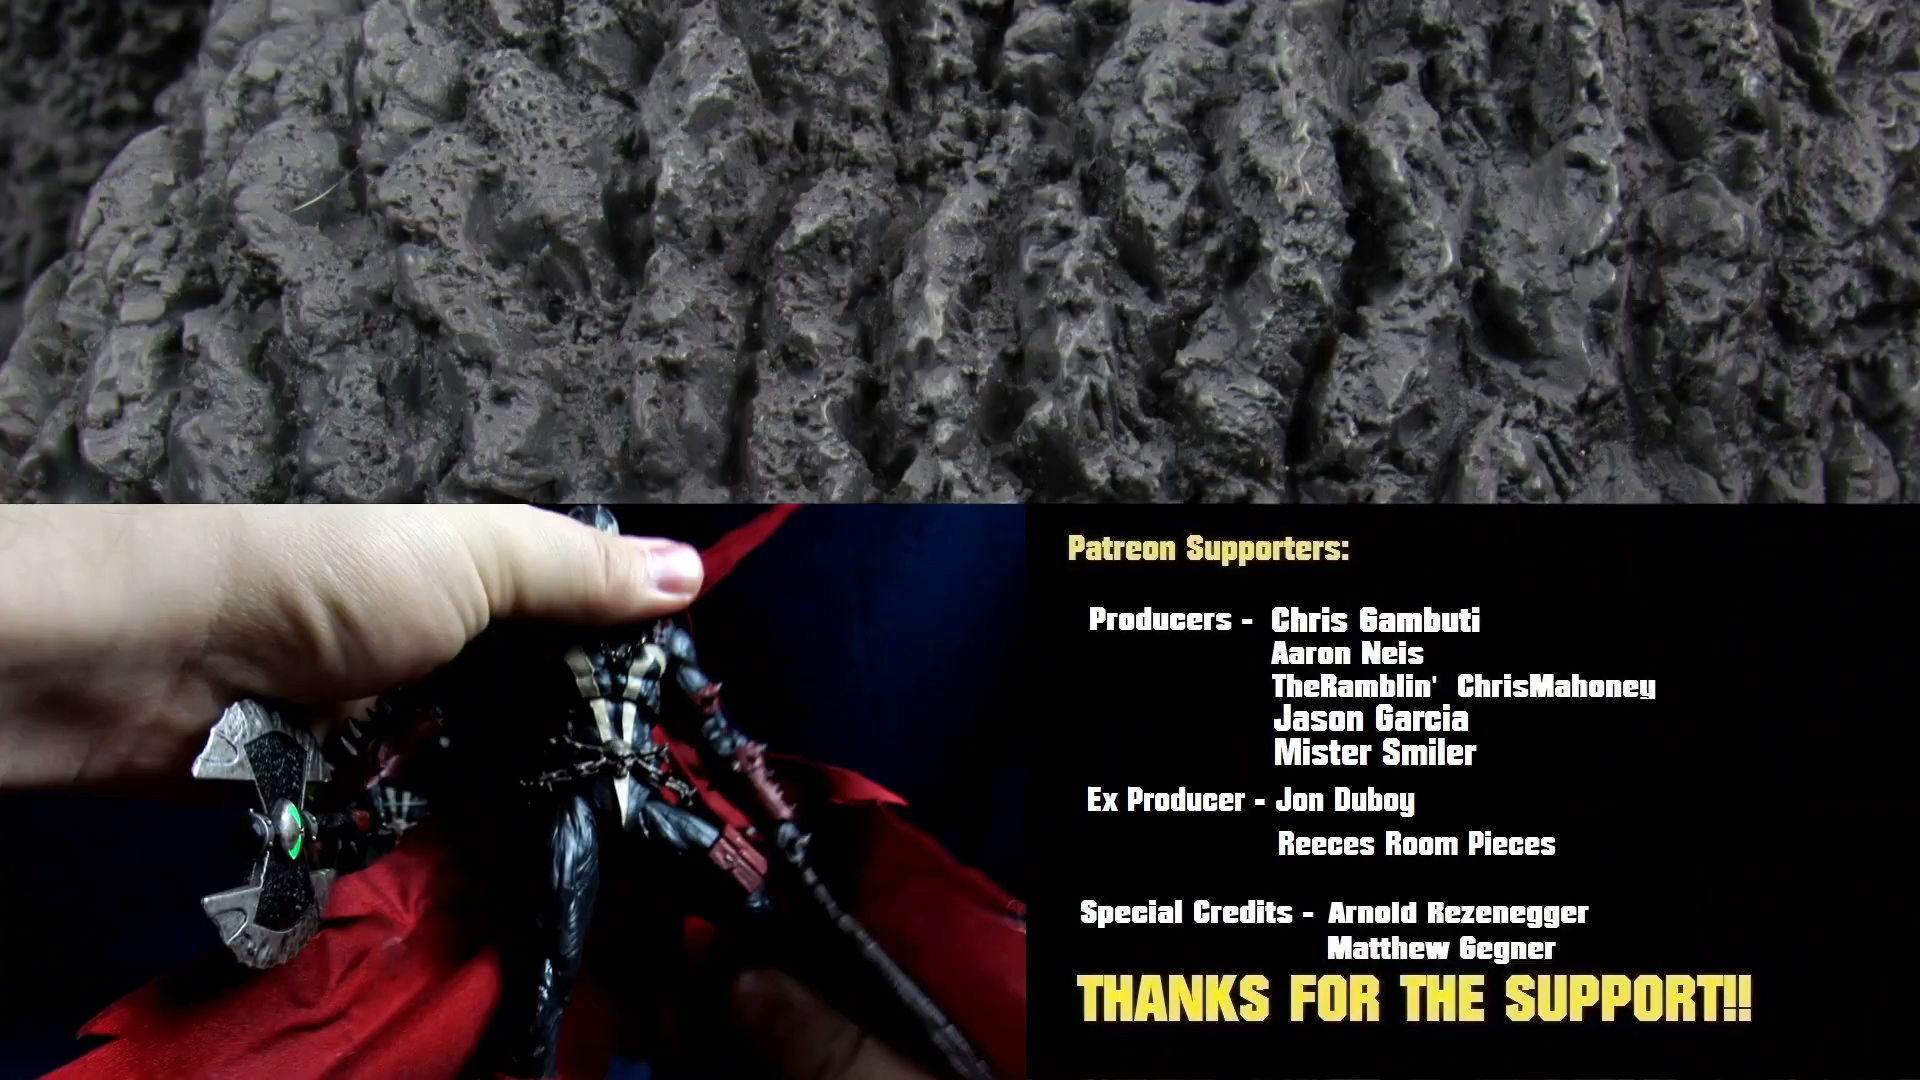 Patreon Supporters:
Producers - Chris Gambuti
Aaron Neis
TheRamblin' ChrisMahoney
Jason Garcia
Mister Smiler
Ex Producer - Jon Duboy
Reeces Room Pieces
Special Credits - Arnold Rezenegger
Matthew Gegner
THANKS FOR THE SUPPORT!!